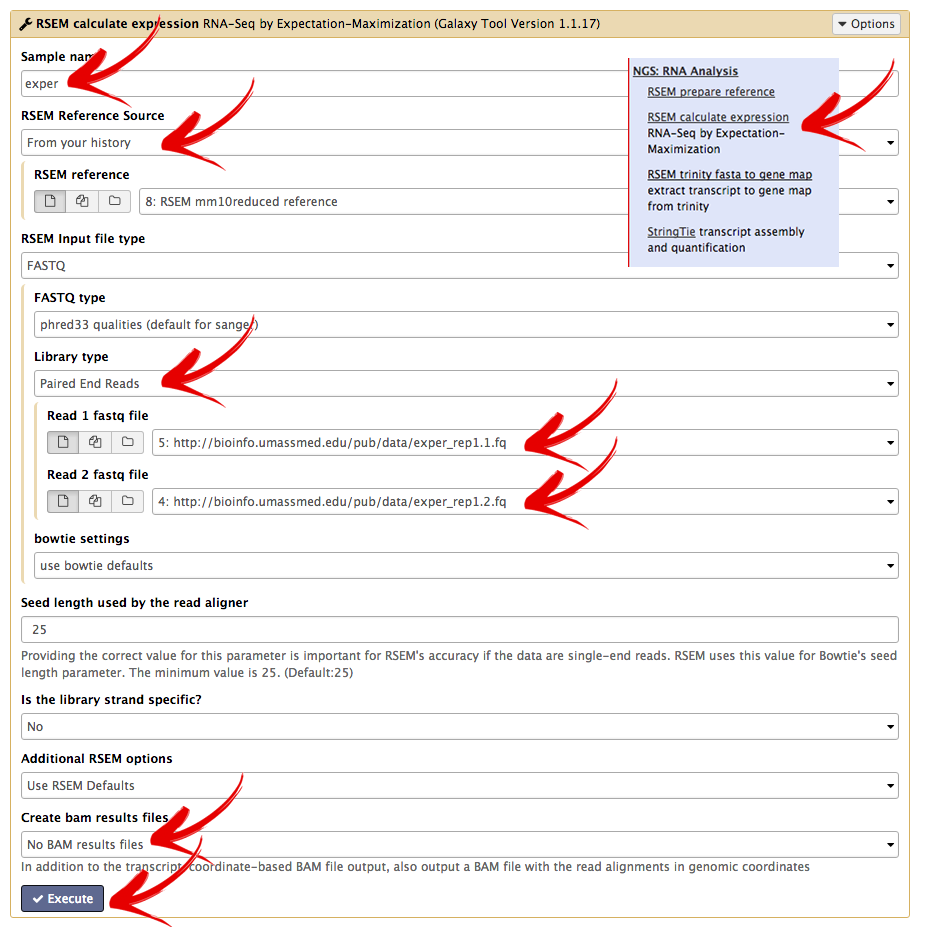 RSEM calculate expression RNA-Seq by Expectation-Maximization (Galaxy Tool Version 1.1.17)
Options
Sample name
exper
RSEM Reference Source
From your history
RSEM reference
8: RSEM mm10reduced reference
NGS: RNA Analysis
RSEM prepare reference
RSEM calculate expression
RNA-Seq by Expectation-
Maximization
RSEM trinity fasta to gene map
extract transcript to gene map
from trinity
StringTie transcript assembly
and quantification
RSEM Input file type
FASTQ
FASTQ type
phred33 qualities (default for sanger)
Library type
Paired End Reads
Read 1 fastq file
5: http://bioinfo.umassmed.edu/pub/data/exper_rep1.1.fq
Read 2 fastq file
4: http://bioinfo.umassmed.edu/pub/data/exper_rep1.2.fq
bowtie settings
use bowtie defaults
Seed length used by the read aligner
25
Providing the correct value for this parameter is important for RSEM's accuracy if the data are single-end reads. RSEM uses this value for Bowtie's seed
length parameter. The minimum value is 25. (Default:25)
Is the library strand specific?
No
Additional RSEM options
Use RSEM Defaults
Create bam results files
No BAM results files
In addition to the transcript-coordinate-based BAM file output, also output a BAM file with the read alignments in genomic coordinates
Execute